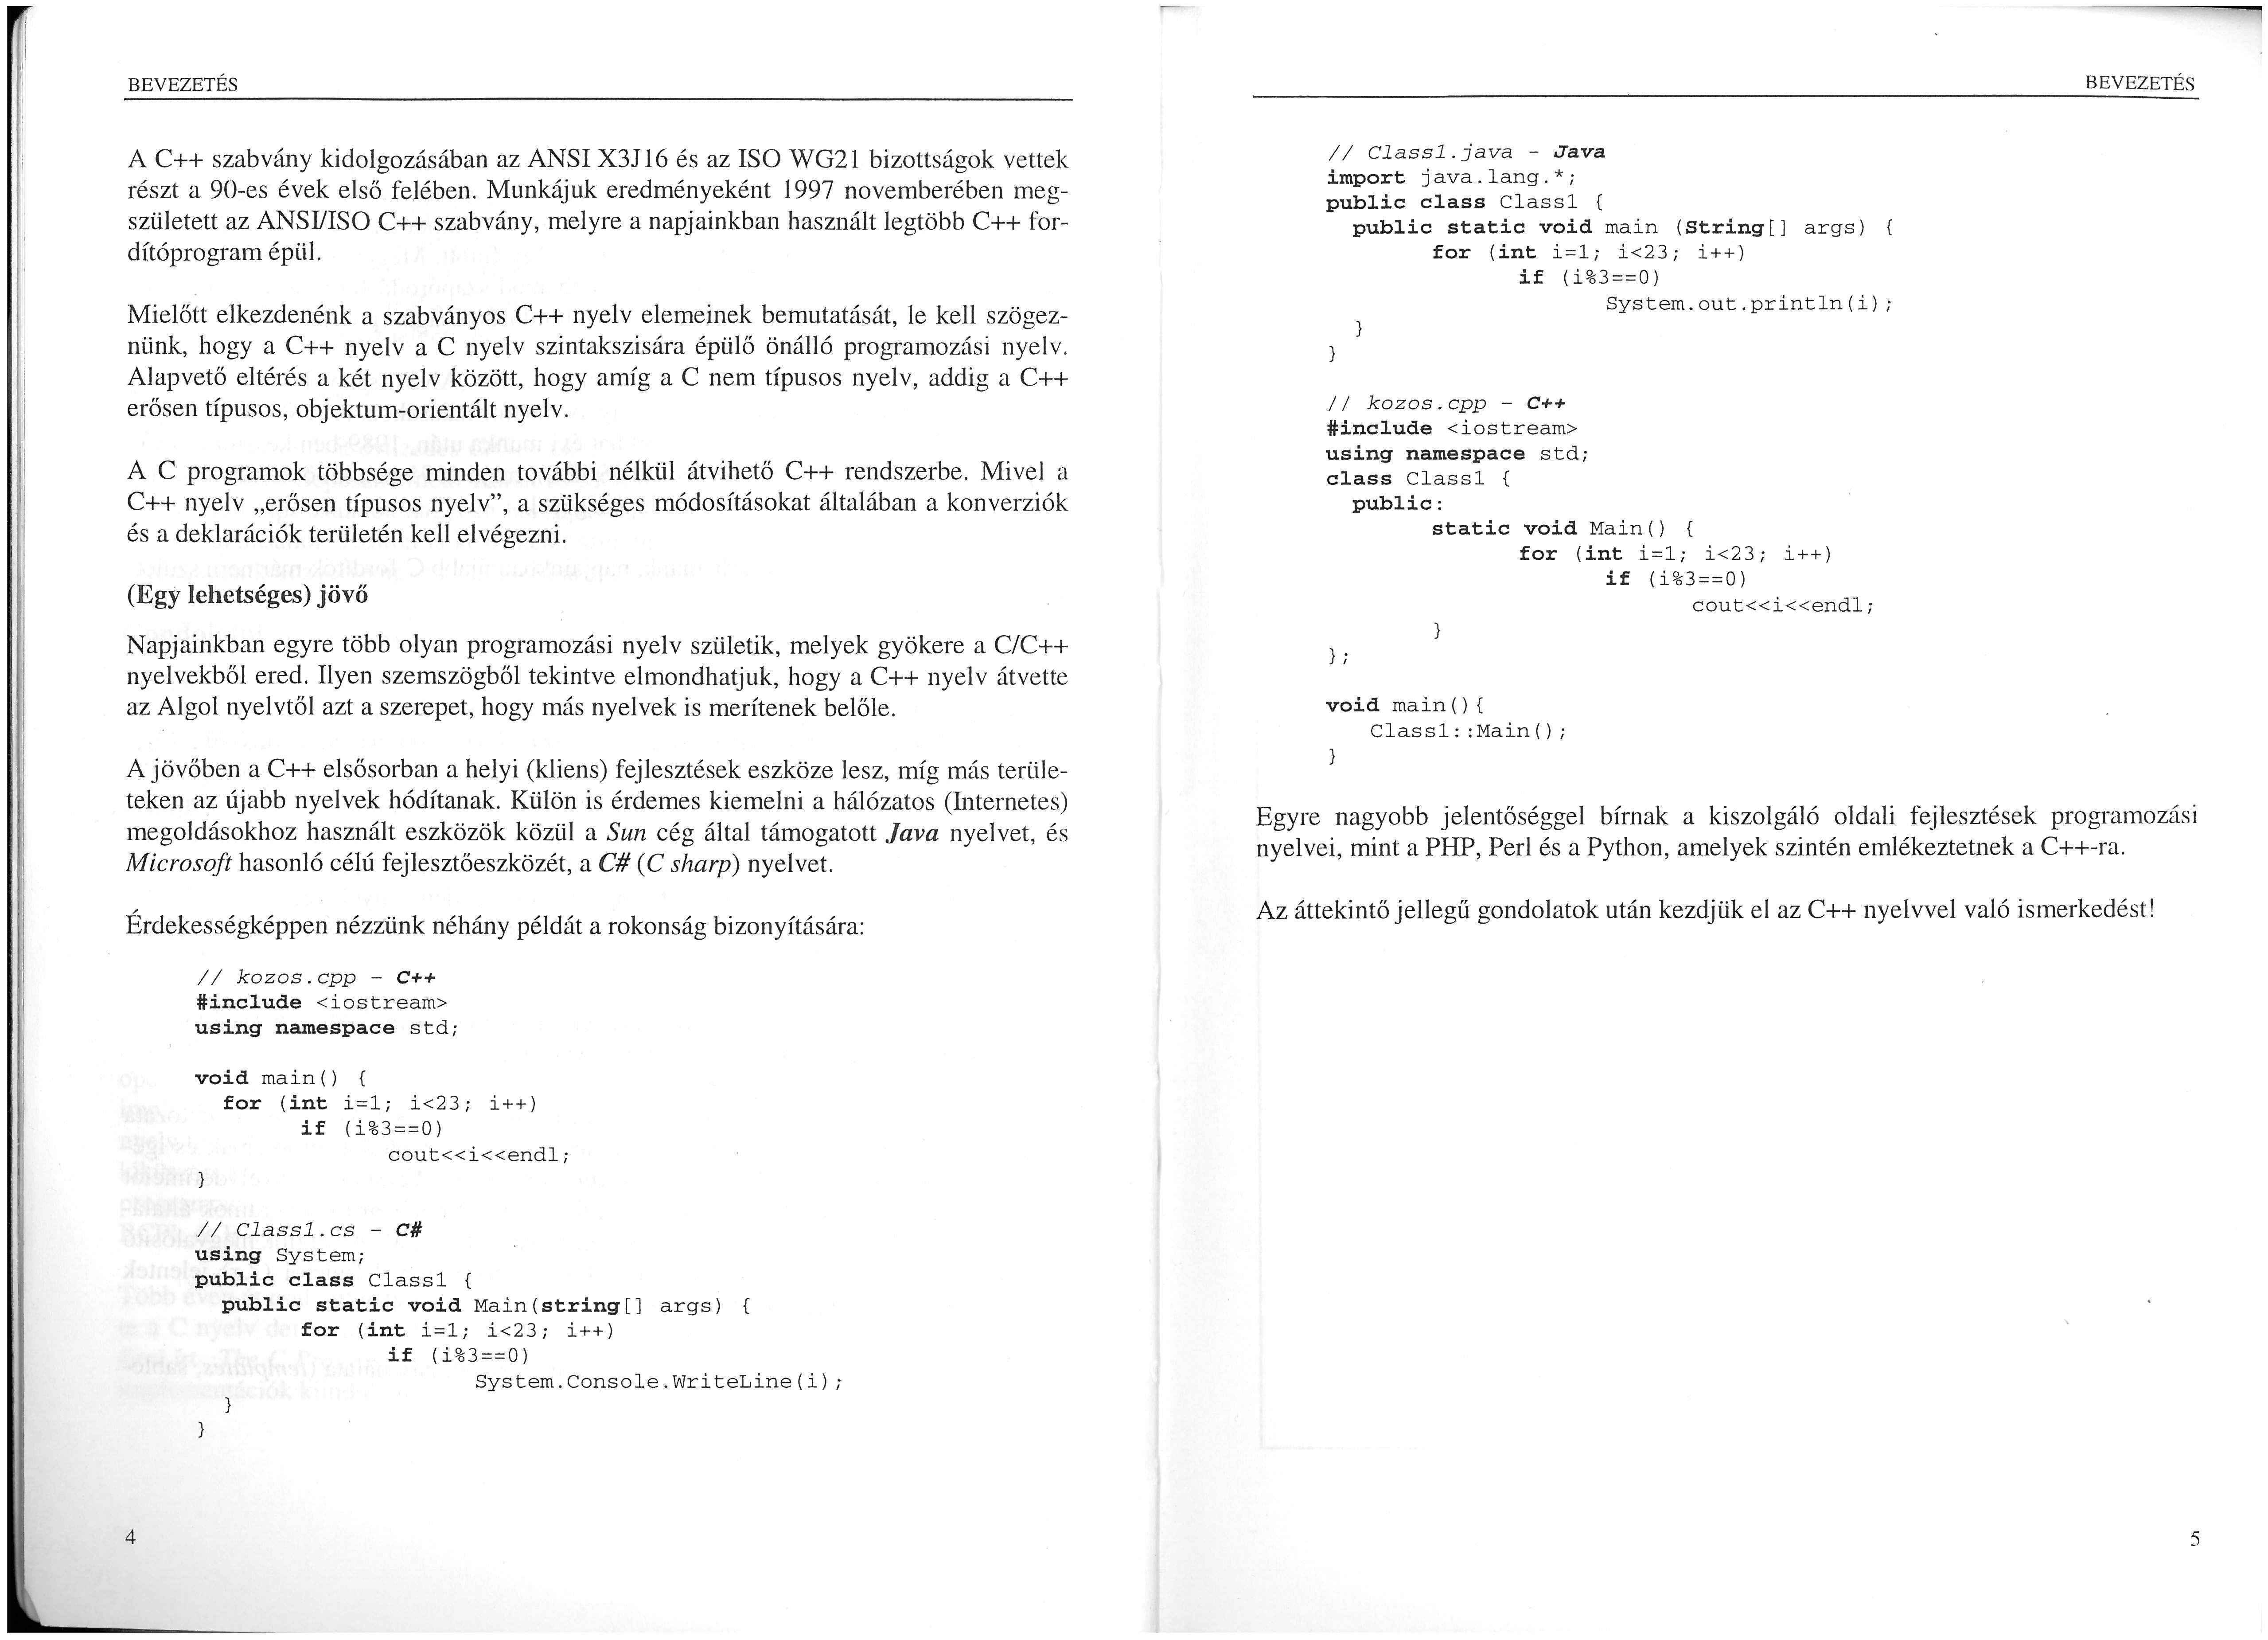 BEVEZETÉS
A C++ szabvány kidolgozásában az ANSI X3J16 és az ISO WG21 bizottságok vettek
részt a 90-es évek első felében. Munkájuk eredményeként 1997 novemberében meg-
született az ANSI/ISO C++ szabvány, melyre a napjainkban használt legtöbb C++ for-
dítóprogram épül.
Mielőtt elkezdenénk a szabványos C++ nyelv elemeinek bemutatását, le kell szögez-
nünk, hogy a C++ nyelv a C nyelv szintakszisára épülő önálló programozási nyelv.
Alapvető eltérés a két nyelv között, hogy amíg a C nem típusos nyelv, addig a C++
erősen típusos, objektum-orientált nyelv.
A C programok többsége minden további nélkül átvihető C++ rendszerbe. Mivel a
C++ nyelv „erősen típusos nyelv”, a szükséges módosításokat általában a konverziók
és a deklarációk területén kell elvégezni.
(Egy lehetséges) jövő
Napjainkban egyre több olyan programozási nyelv születik, melyek gyökere a C/C++
nyelvekből ered. Ilyen szemszögből tekintve elmondhatjuk, hogy a C++ nyelv átvette
az Algol nyelvtől azt a szerepet, hogy más nyelvek is merítenek belőle.
A jövőben a C++ elsősorban a helyi (kliens) fejlesztések eszköze lesz, míg más terüle-
teken az újabb nyelvek hódítanak. Külön is érdemes kiemelni a hálózatos (Internetes)
megoldásokhoz használt eszközök közül a Sun cég által támogatott Java nyelvet, és
Microsoft hasonló célú fejlesztőeszközét, a C# (C sharp) nyelvet.
Érdekességképpen nézzünk néhány példát a rokonság bizonyítására:
// kozos.cpp - C++
#include <iostream>
using namespace std;
void main() {
for (int i=1; i<23; i++)
if (i%3==0)
cout<<i<<endl;
}
// Class1.cs - C#
using System;
public class Class1 {
public static void Main(string[] args) {
for (int i=1; i<23; i++)
if (i%3==0)
System.Console.WriteLine(i);
}
}
4
BEVEZETÉS
// Class1.java - Java
import java.lang.*;
public class Class1 {
public static void main (String[] args) {
for (int i=1; i<23; i++)
if (i%3==0)
System.out.println(i);
}
}
// kozos.cpp - C++
#include <iostream>
using namespace std;
class Class1 {
public:
static void Main() {
for (int i=1; i<23; i++)
if (i%3==0)
cout<<i<<endl;
}
};
void main(){
Class1::Main();
}
Egyre nagyobb jelentőséggel bírnak a kiszolgáló oldali fejlesztések programozási
nyelvei, mint a PHP, Perl és a Python, amelyek szintén emlékeztetnek a C++-ra.
Az áttekintő jellegű gondolatok után kezdjük el az C++ nyelvvel való ismerkedést!
5